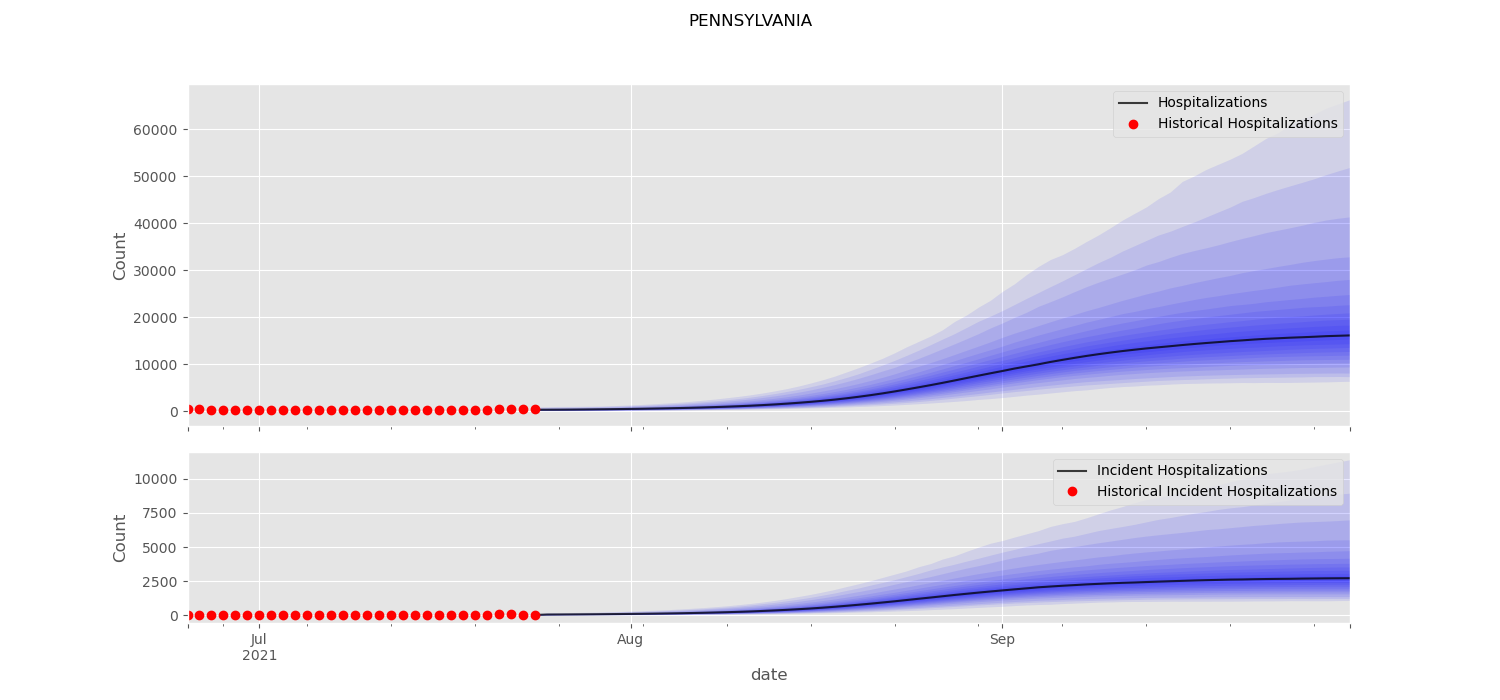 PENNSYLVANIA
Hospitalizations
Historical Hospitalizations
60000
50000
40000
30000
20000
10000
0
Count
Incident Hospitalizations
Historical Incident Hospitalizations
10000
7500
5000
2500
0
Count
Jul
2021
Aug
Sep
date